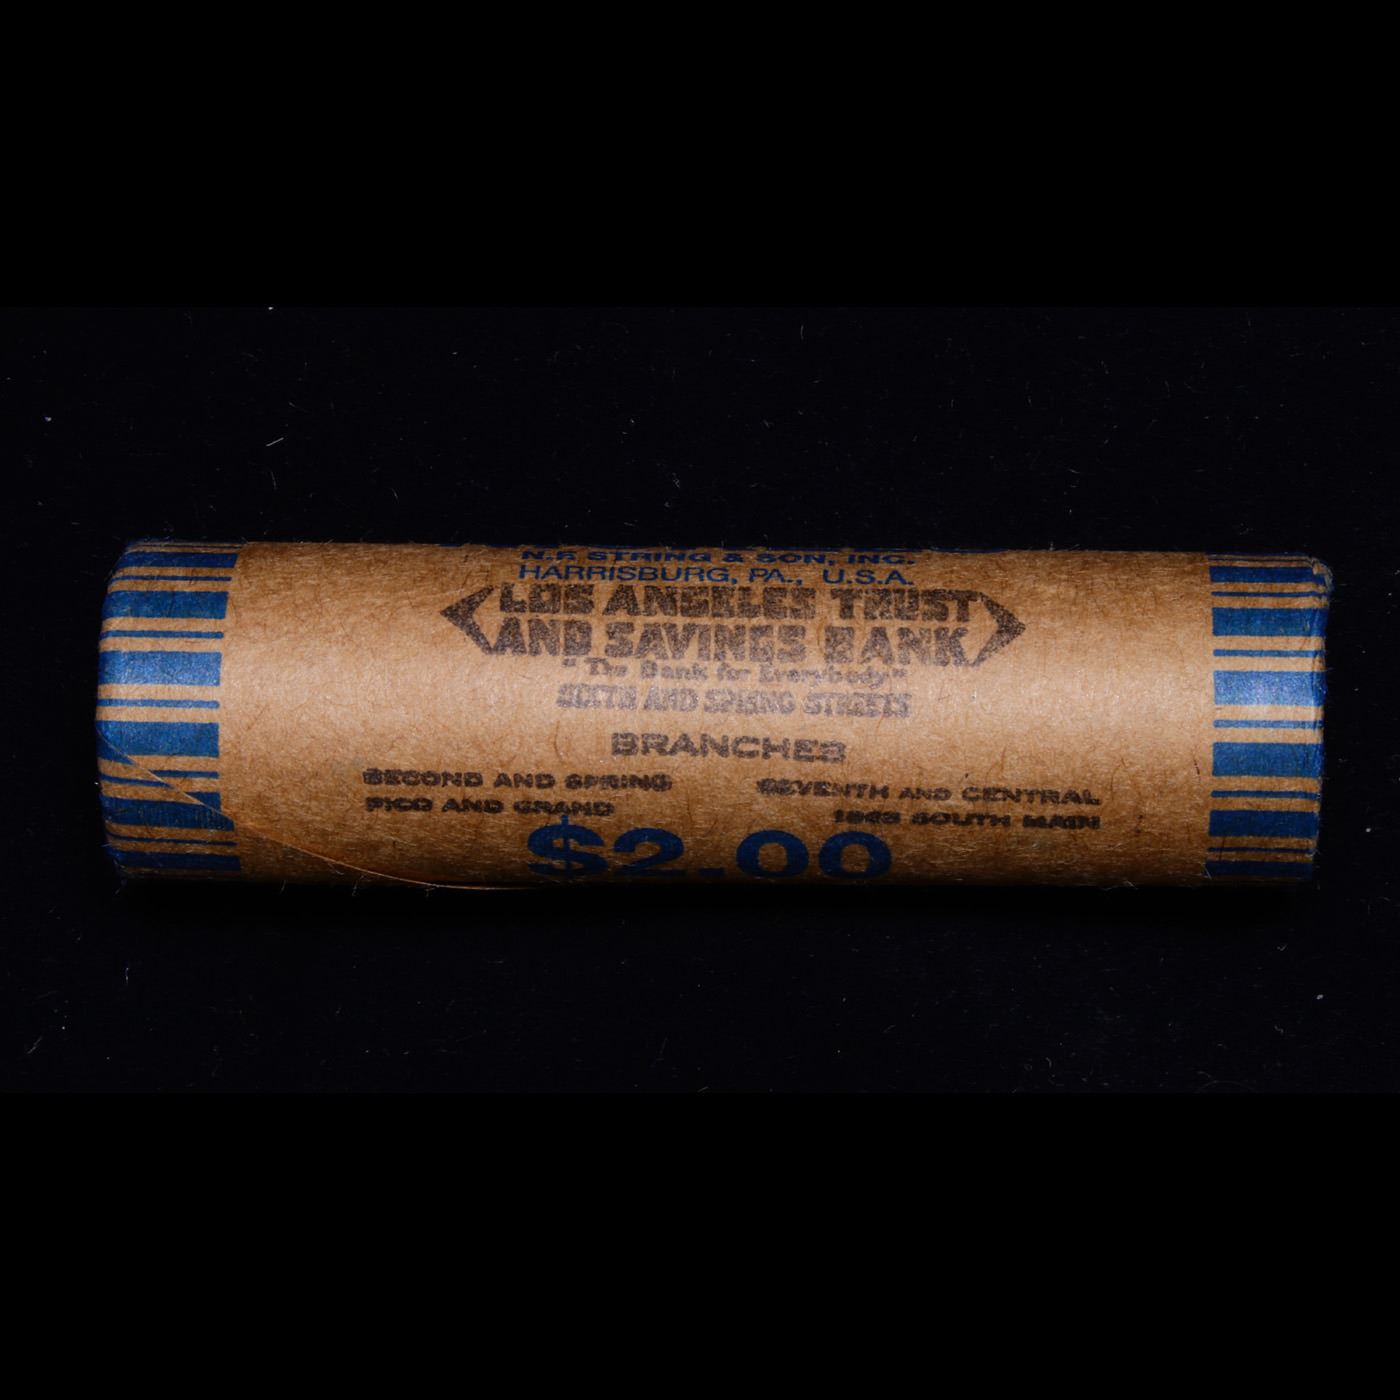 N.F. STRING & SON, INC.
HARRISBURG, PA., U.S.A.
LOS ANGELES TRUST
AND SAVINGS BANK
"The Bank for Everybody"
SIXTH AND SPRING STREETS
BRANCHES
SECOND AND SPRING
SEVENTH AND CENTRAL
PICO AND GRAND
SOUTH MAIN
$2.00